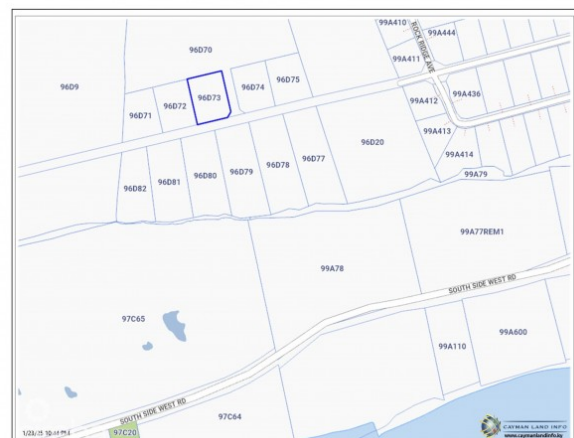 99A410
99A444
ROCK RIDGE AVE
96D70
99A411
96D9
96D74
96D75
96D73
96D72
96D71
99A412
99A436
99A413
96D20
99A414
96D77
96D78
96D79
96D80
96D81
96D82
99A79
99A77REM1
99A78
SOUTH SIDE WEST RD
97C65
99A600
99A110
SOUTH SIDE WEST RD
97C64
97C20
CAYMAN LAND INFO
www.caymanlandinfo.ky